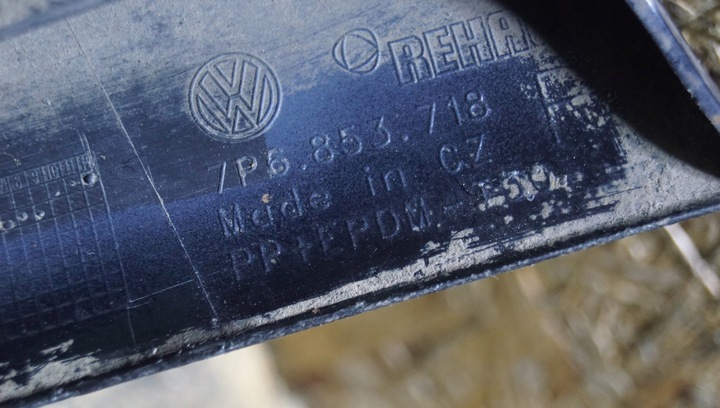 REHAU
7P6.853.718
Made in CZ
PP+EPDM